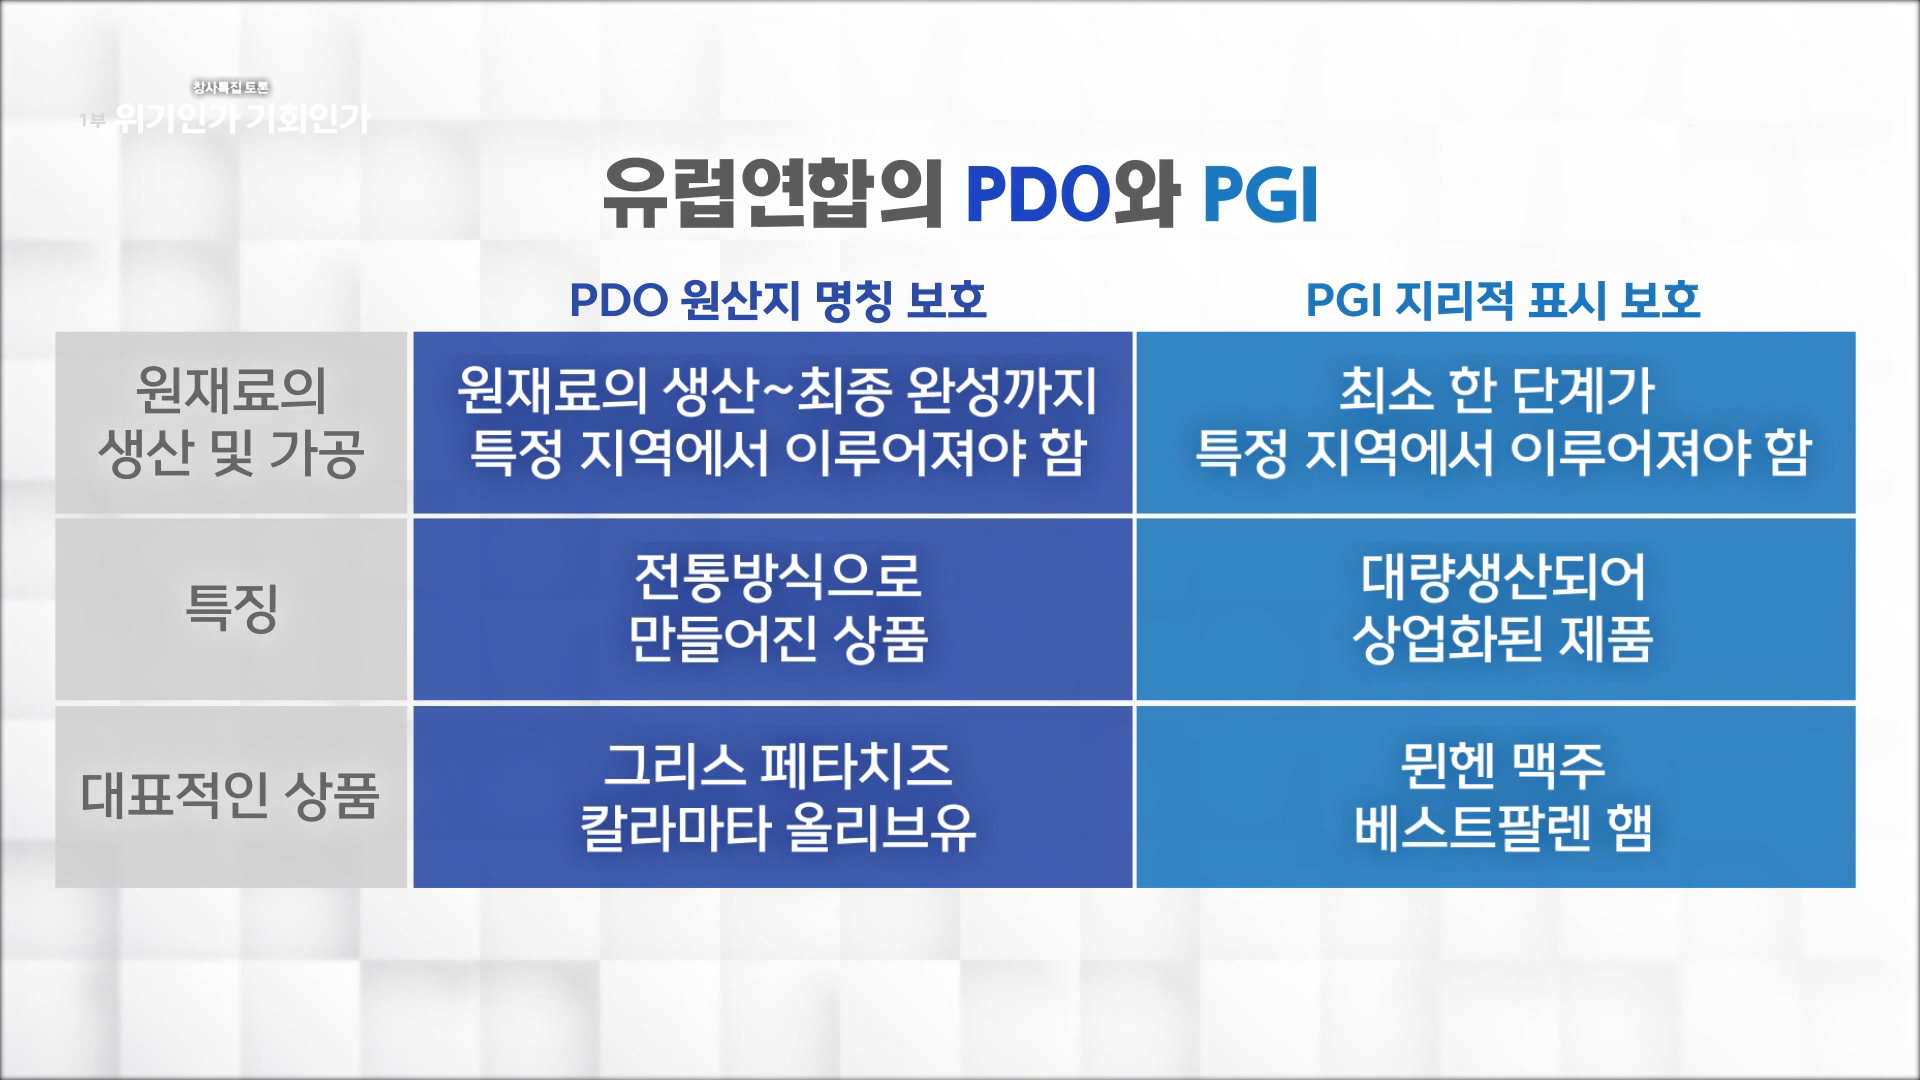 창사특집 토론
1부 위기인가 기회인가
유럽연합의 PDO와 PGI
PDO 원산지 명칭 보호
PGI 지리적 표시 보호
원재료의
생산 및 가공
원재료의 생산~최종 완성까지
특정 지역에서 이루어져야 함
최소 한 단계가
특정 지역에서 이루어져야 함
특징
전통방식으로
만들어진 상품
대량생산되어
상업화된 제품
대표적인 상품
그리스 페타치즈
칼라마타 올리브유
뮌헨 맥주
베스트팔렌 햄